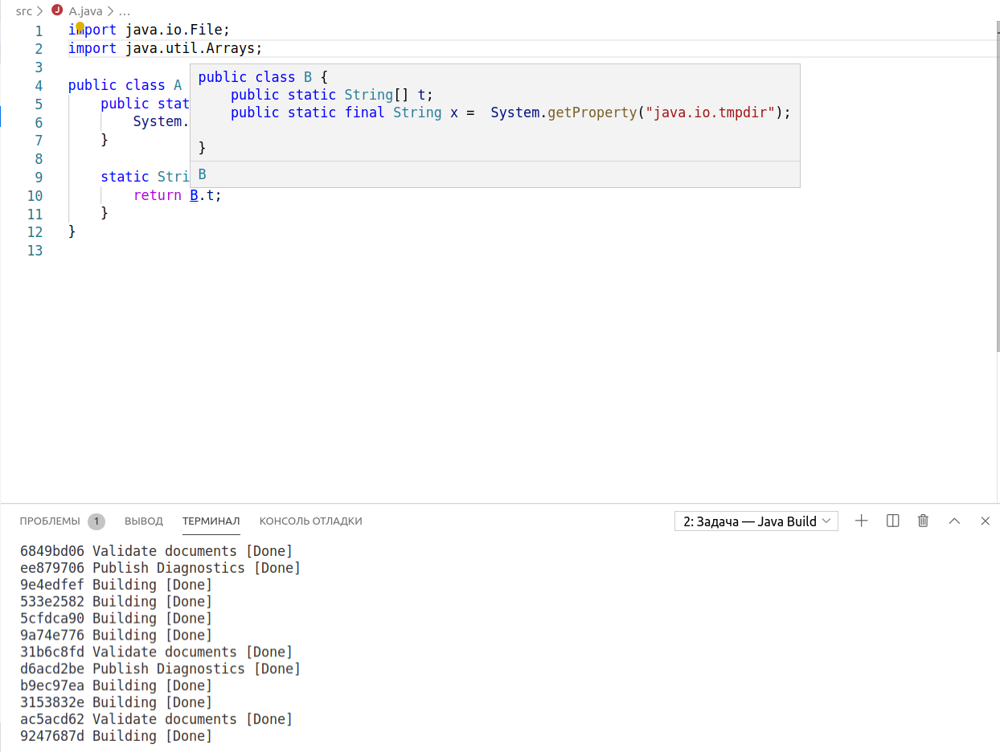 src > A.java > ...
1 import java.io.File;
2 import java.util.Arrays;
3
4 public class A
5 public stat
6 System.
7 }
8
9 static Stri
10 return B.t;
11 }
12 }
13
public class B {
public static String[] t;
public static final String x =  System.getProperty("java.io.tmpdir");
}
B
ПРОБЛЕМЫ 1 ВЫВОД ТЕРМИНАЛ КОНСОЛЬ ОТЛАДКИ 2: Задача — Java Build
6849bd06 Validate documents [Done]
ee879706 Publish Diagnostics [Done]
9e4edfef Building [Done]
533e2582 Building [Done]
5cfdca90 Building [Done]
9a74e776 Building [Done]
31b6c8fd Validate documents [Done]
d6acd2be Publish Diagnostics [Done]
b9ec97ea Building [Done]
3153832e Building [Done]
ac5acd62 Validate documents [Done]
9247687d Building [Done]